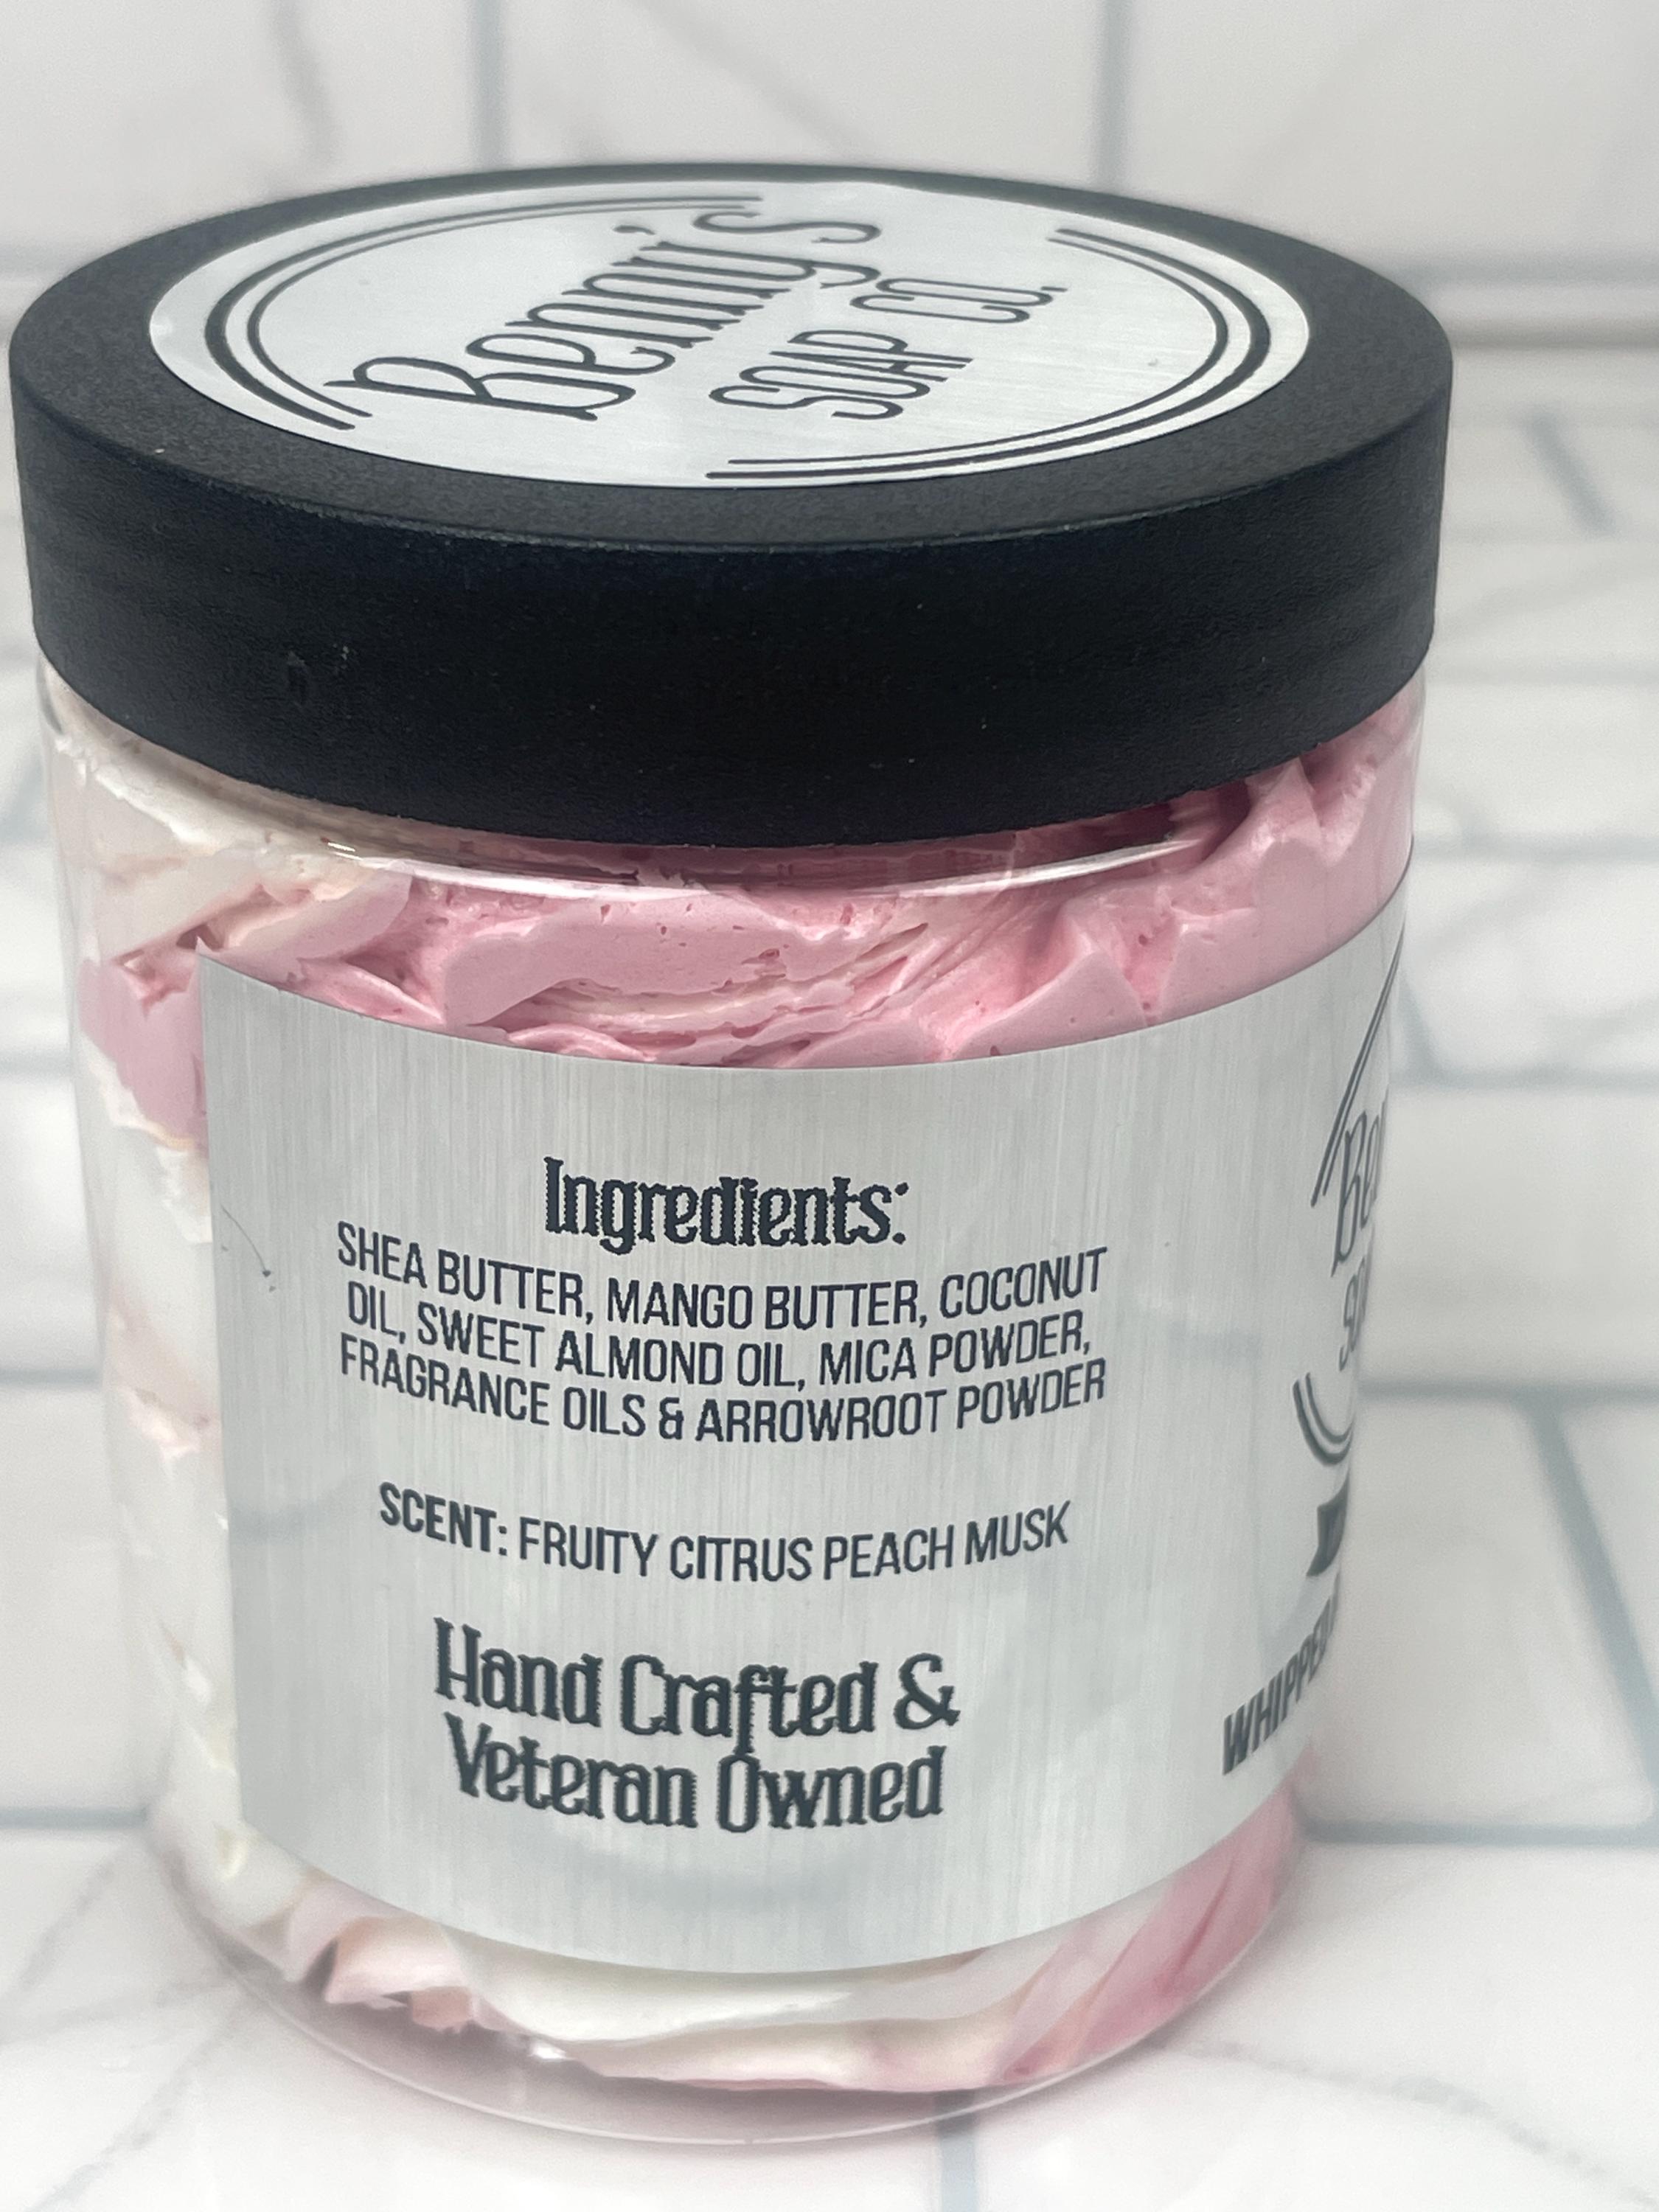 Benny's
SOAP CO.
Ingredients:
SHEA BUTTER, MANGO BUTTER, COCONUT
OIL, SWEET ALMOND OIL, MICA POWDER,
FRAGRANCE OILS & ARROWROOT POWDER
SCENT: FRUITY CITRUS PEACH MUSK
Hand Crafted &
Veteran Owned
WHIPPED